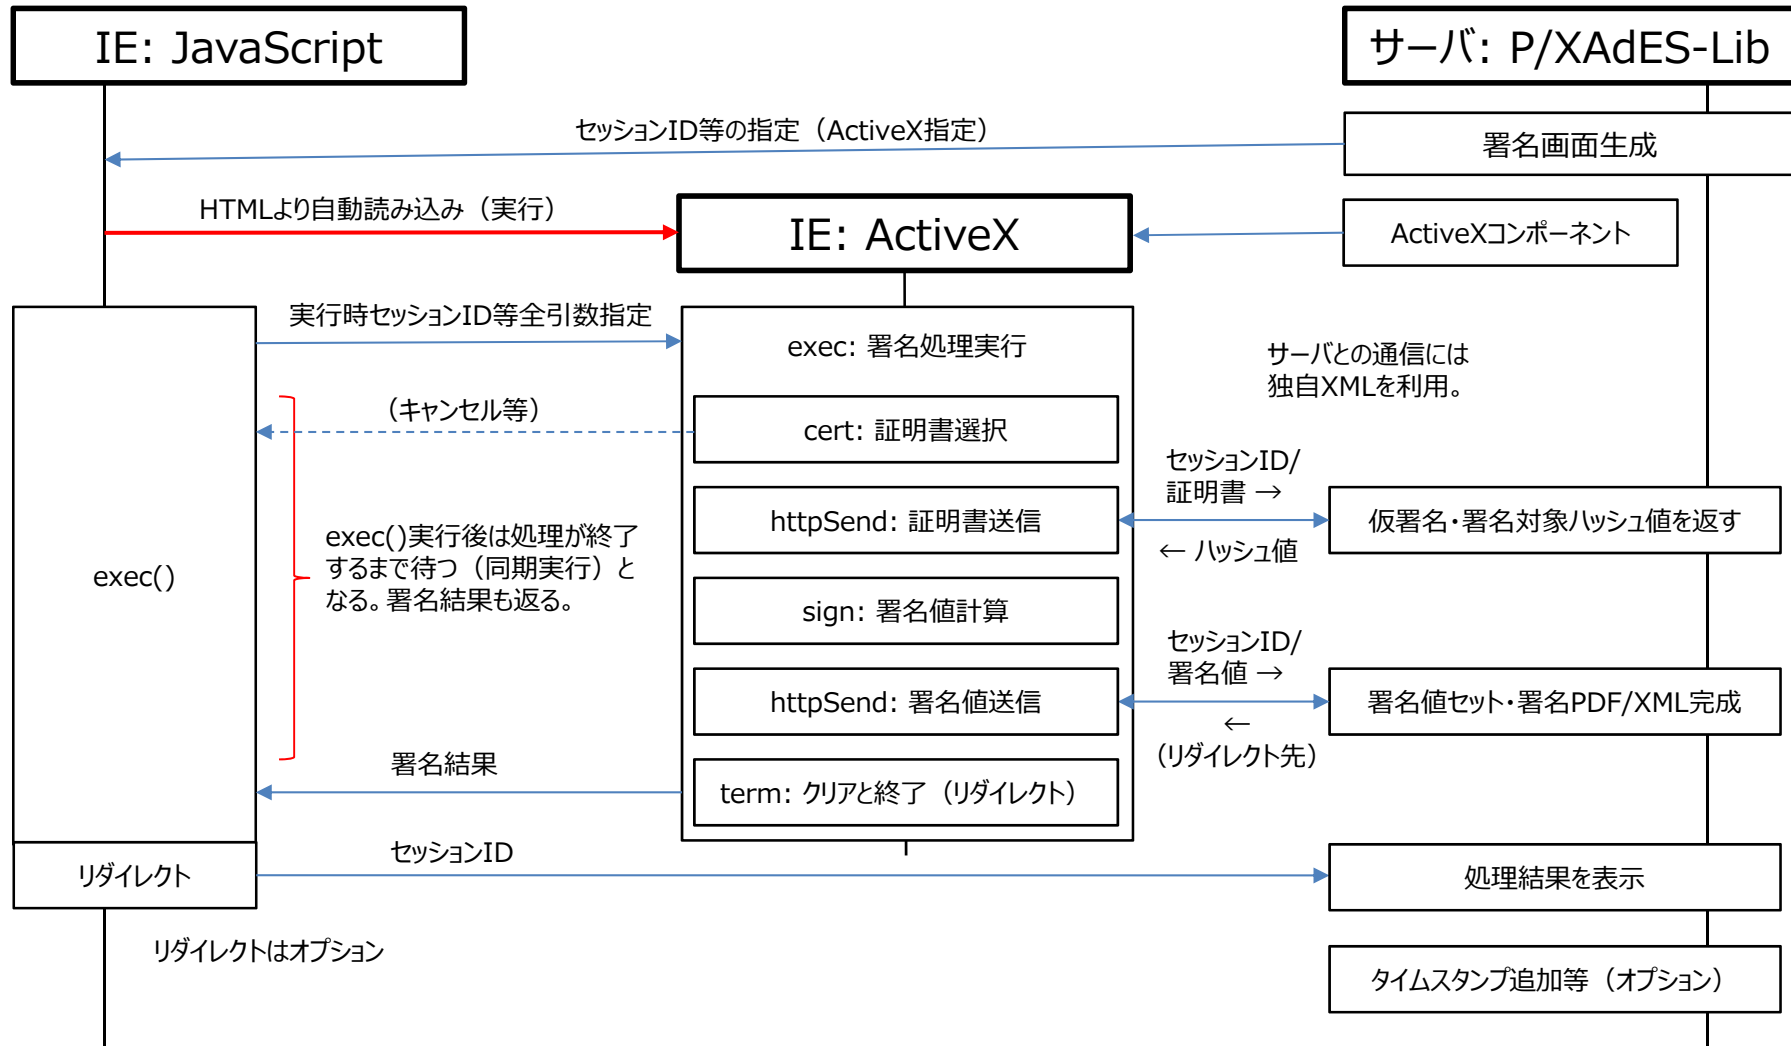 IE: JavaScript
サーバ: P/XAdES-Lib
セッションID等の指定（ActiveX指定）
署名画面生成
HTMLより自動読み込み（実行）
IE: ActiveX
ActiveXコンポーネント
実行時セッションID等全引数指定
exec: 署名処理実行
サーバとの通信には
独自XMLを利用。
（キャンセル等）
cert: 証明書選択
セッションID/
証明書 →
httpSend: 証明書送信
仮署名・署名対象ハッシュ値を返す
← ハッシュ値
exec()実行後は処理が終了
するまで待つ（同期実行）と
なる。署名結果も返る。
exec()
sign: 署名値計算
セッションID/
署名値 →
httpSend: 署名値送信
署名値セット・署名PDF/XML完成
←
（リダイレクト先）
署名結果
term: クリアと終了（リダイレクト）
セッションID
リダイレクト
処理結果を表示
リダイレクトはオプション
タイムスタンプ追加等（オプション）